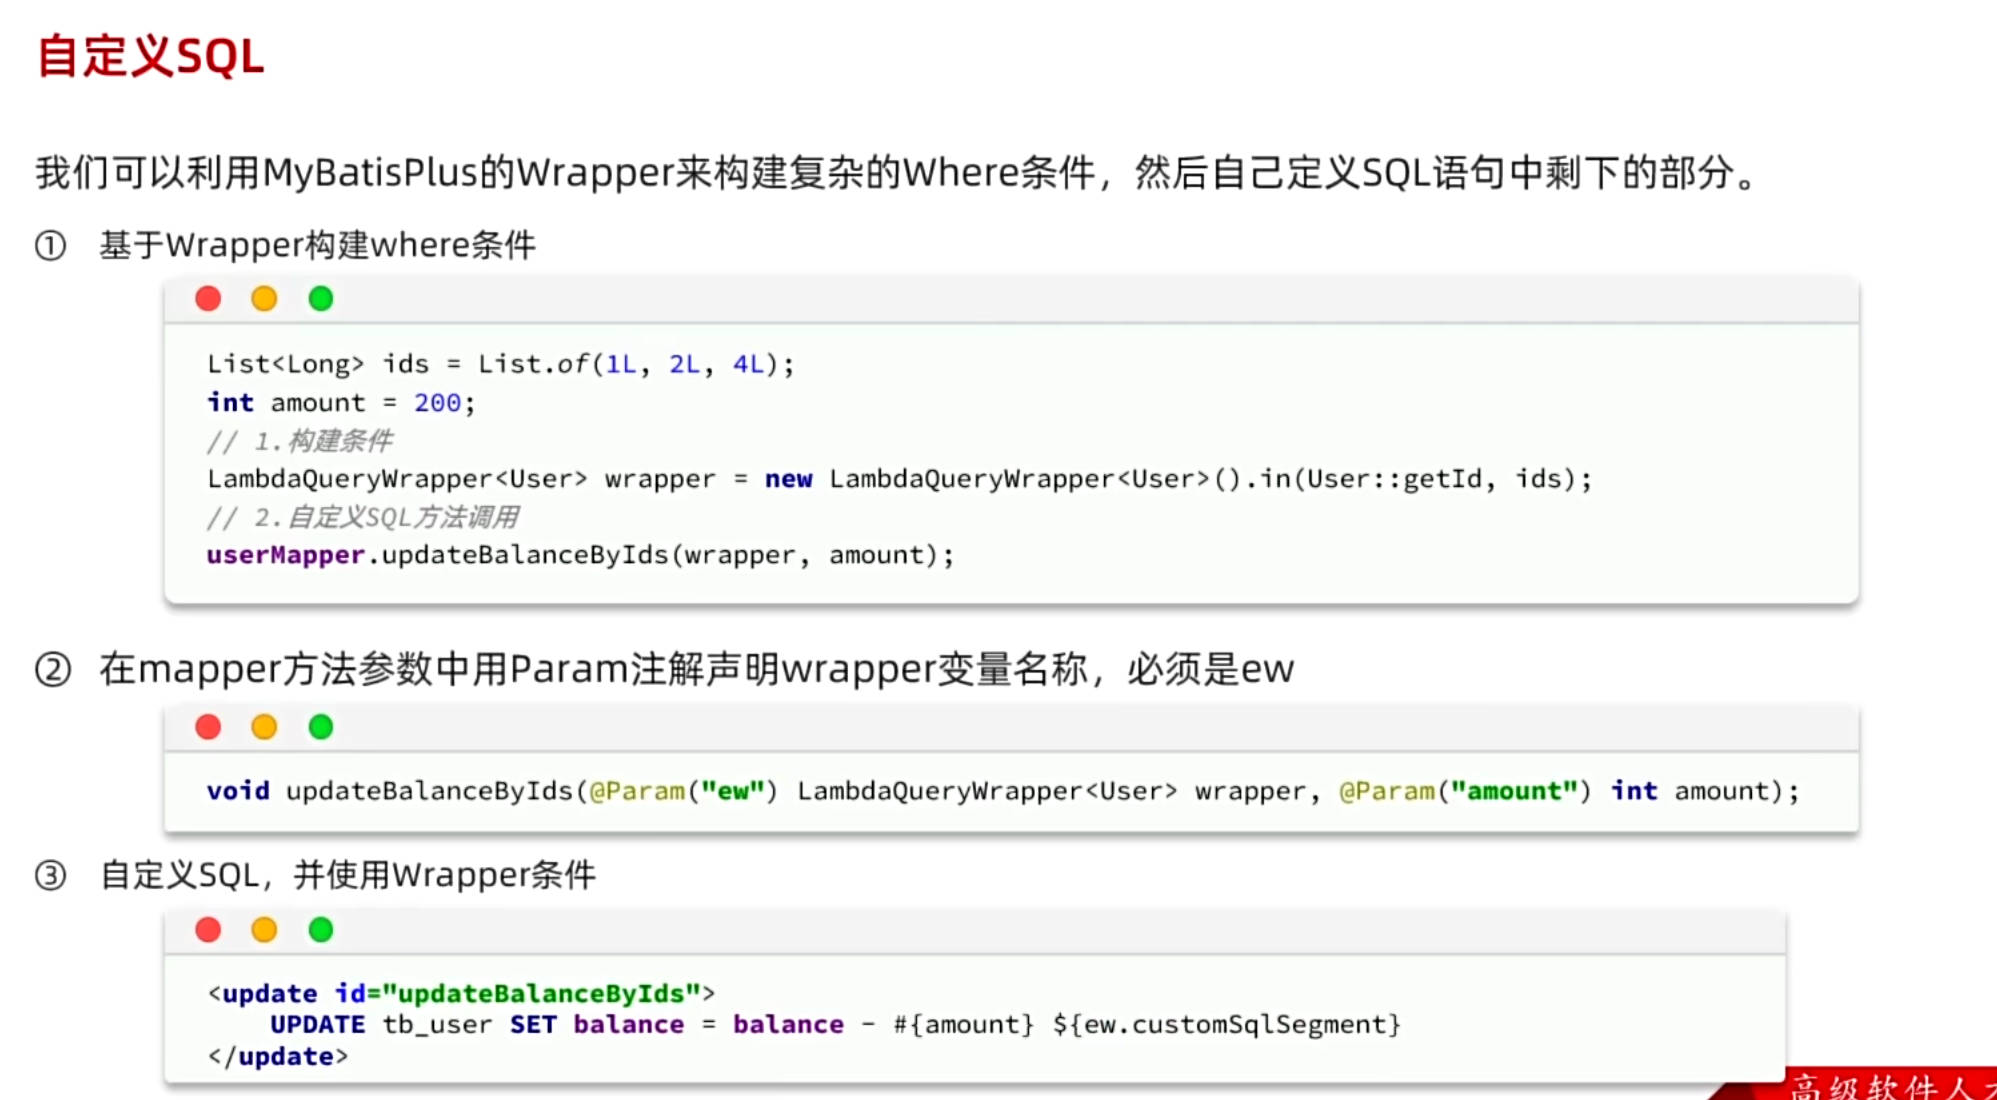 自定义SQL
我们可以利用MyBatisPlus的Wrapper来构建复杂的Where条件，然后自己定义SQL语句中剩下的部分。
① 基于Wrapper构建where条件
List<Long> ids = List.of(1L, 2L, 4L);
int amount = 200;
// 1.构建条件
LambdaQueryWrapper<User> wrapper = new LambdaQueryWrapper<User>().in(User::getId, ids);
// 2.自定义SQL方法调用
userMapper.updateBalanceByIds(wrapper, amount);
② 在mapper方法参数中用Param注解声明wrapper变量名称，必须是ew
void updateBalanceByIds(@Param("ew") LambdaQueryWrapper<User> wrapper, @Param("amount") int amount);
③ 自定义SQL，并使用Wrapper条件
<update id="updateBalanceByIds">
    UPDATE tb_user SET balance = balance - #{amount} ${ew.customSqlSegment}
</update>
高级软件人